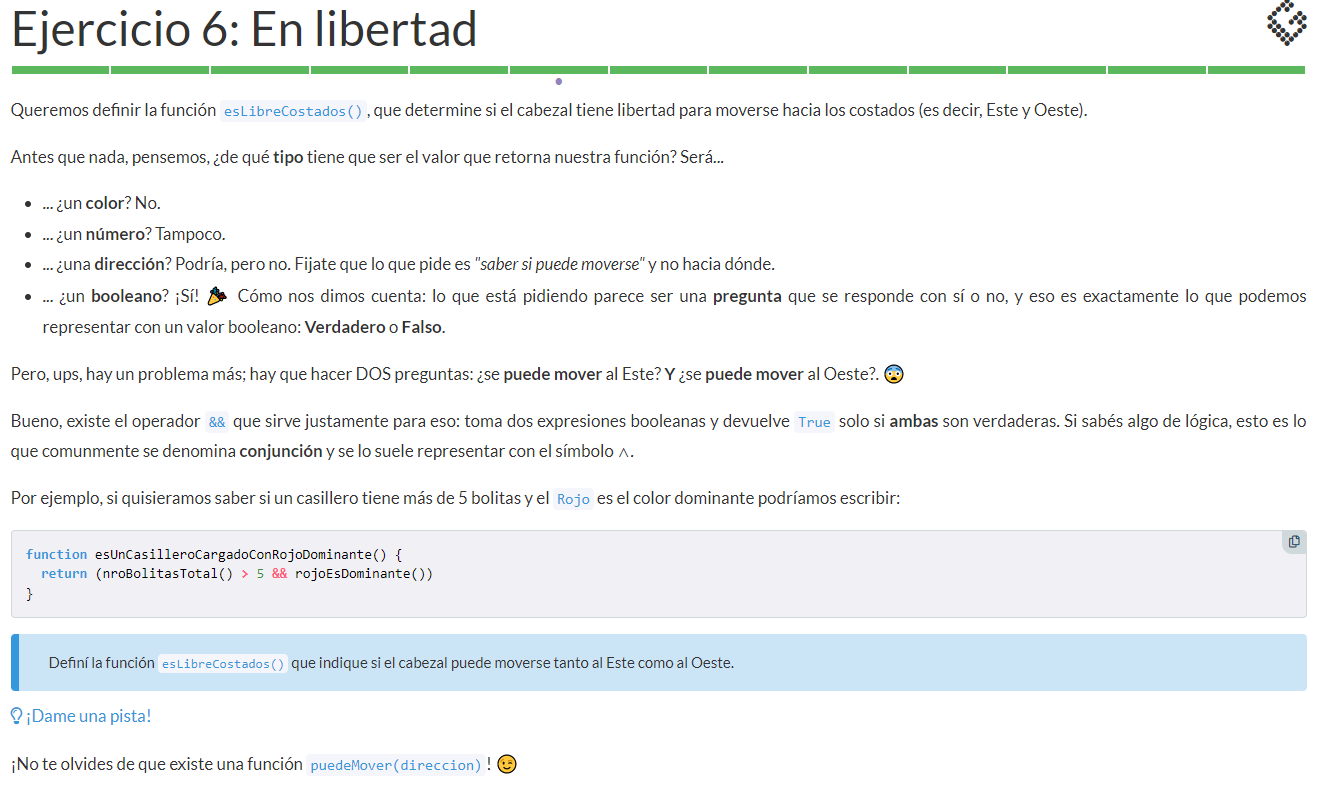 Ejercicio 6: En libertad
Queremos definir la función esLibreCostados(), que determine si el cabezal tiene libertad para moverse hacia los costados (es decir, Este y Oeste).
Antes que nada, pensemos, ¿de qué tipo tiene que ser el valor que retorna nuestra función? Será...
• ... ¿un color? No.
• ... ¿un número? Tampoco.
• ... ¿una dirección? Podría, pero no. Fijate que lo que pide es "saber si puede moverse" y no hacia dónde.
• ... ¿un booleano? ¡Sí! 🎉 Cómo nos dimos cuenta: lo que está pidiendo parece ser una pregunta que se responde con sí o no, y eso es exactamente lo que podemos
representar con un valor booleano: Verdadero o Falso.
Pero, ups, hay un problema más; hay que hacer DOS preguntas: ¿se puede mover al Este? Y ¿se puede mover al Oeste?. 😨
Bueno, existe el operador && que sirve justamente para eso: toma dos expresiones booleanas y devuelve True solo si ambas son verdaderas. Si sabés algo de lógica, esto es lo
que comunmente se denomina conjunción y se lo suele representar con el símbolo ∧.
Por ejemplo, si quisieramos saber si un casillero tiene más de 5 bolitas y el Rojo es el color dominante podríamos escribir:
function esUnCasilleroCargadoConRojoDominante() {
  return (nroBolitasTotal() > 5 && rojoEsDominante())
}
Definí la función esLibreCostados() que indique si el cabezal puede moverse tanto al Este como al Oeste.
¡Dame una pista!
¡No te olvides de que existe una función puedeMover(direccion)! 😉